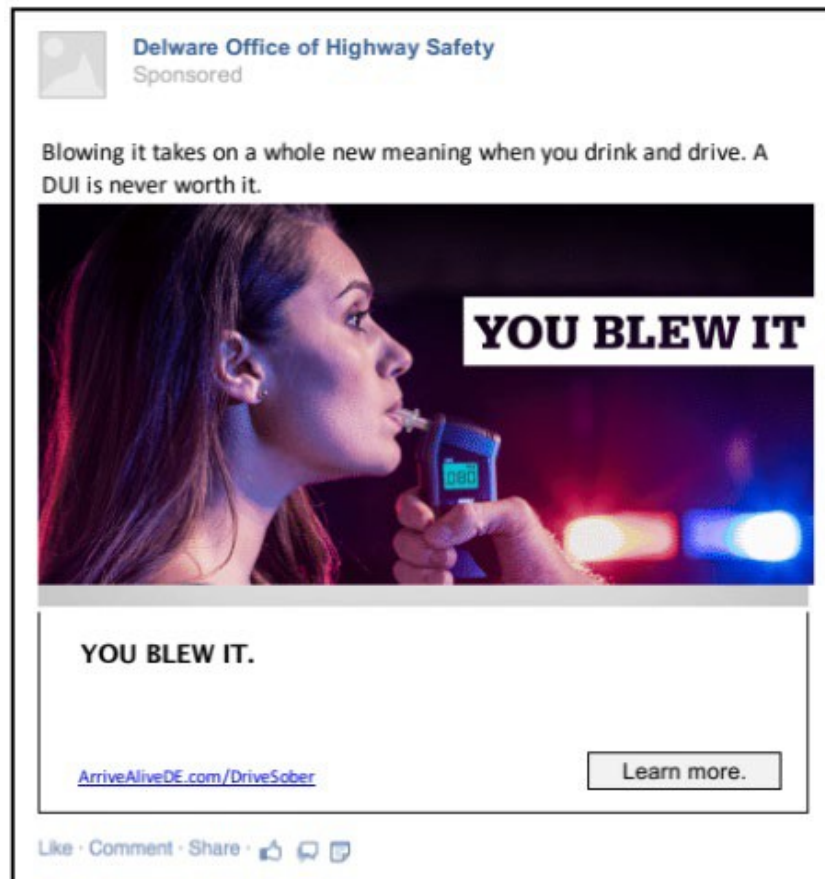 Delware Office of Highway Safety
Sponsored
Blowing it takes on a whole new meaning when you drink and drive. A
DUI is never worth it.
YOU BLEW IT
.080
YOU BLEW IT.
ArriveAliveDE.com/DriveSober
Learn more.
Like · Comment · Share ·